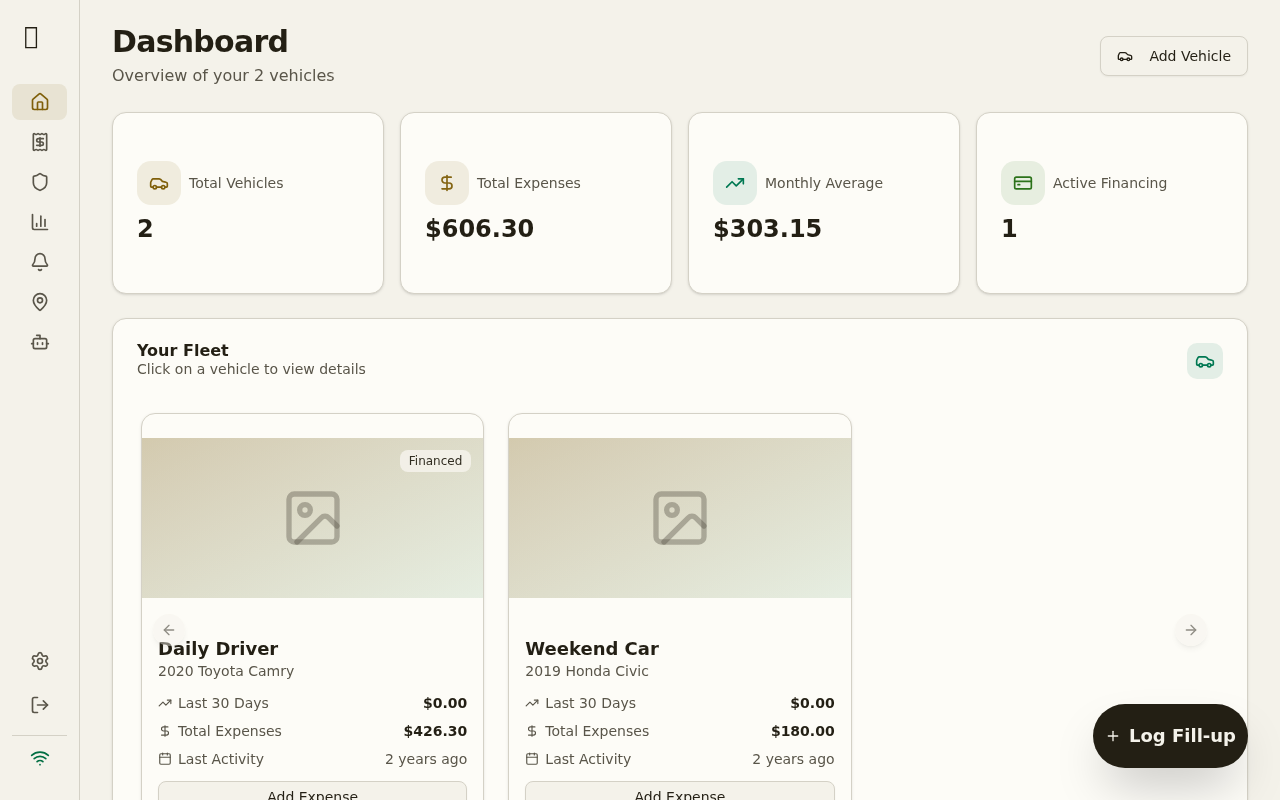 Dashboard
Overview of your 2 vehicles
Add Vehicle
Total Vehicles
2
Total Expenses
$606.30
Monthly Average
$303.15
Active Financing
1
Your Fleet
Click on a vehicle to view details
Financed
Daily Driver
2020 Toyota Camry
Last 30 Days $0.00
Total Expenses $426.30
Last Activity 2 years ago
Add Expense
Weekend Car
2019 Honda Civic
Last 30 Days $0.00
Total Expenses $180.00
Last Activity 2 years ago
Add Expense
Log Fill-up